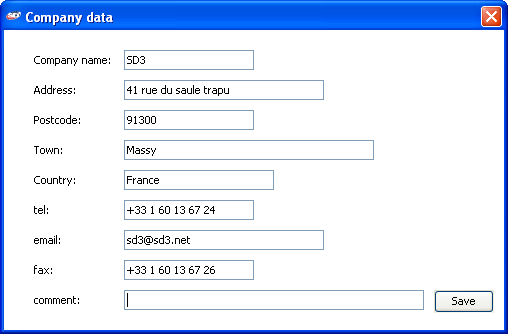 SD3 Company data
Company name: SD3
Address: 41 rue du saule trapu
Postcode: 91300
Town: Massy
Country: France
tel: +33 1 60 13 67 24
email: sd3@sd3.net
fax: +33 1 60 13 67 26
comment: Save